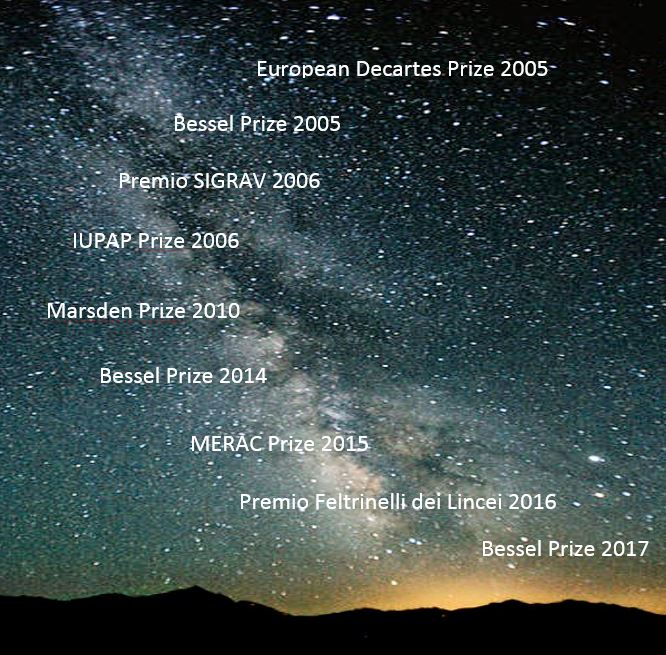 European Decartes Prize 2005
Bessel Prize 2005
Premio SIGRAV 2006
IUPAP Prize 2006
Marsden Prize 2010
Bessel Prize 2014
MERAC Prize 2015
Premio Feltrinelli dei Lincei 2016
Bessel Prize 2017